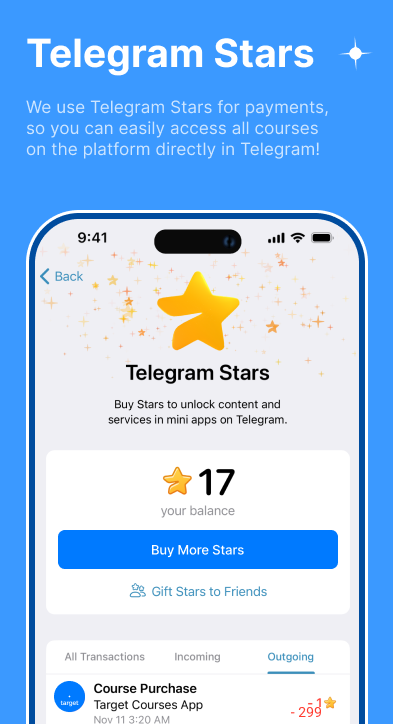 Telegram Stars
We use Telegram Stars for payments,
so you can easily access all courses
on the platform directly in Telegram!
9:41
Back
Telegram Stars
Buy Stars to unlock content and
services in mini apps on Telegram.
17
your balance
Buy More Stars
Gift Stars to Friends
All Transactions Incoming Outgoing
Course Purchase
target
Target Courses App
- 1
- 299
Nov 11 3:20 AM